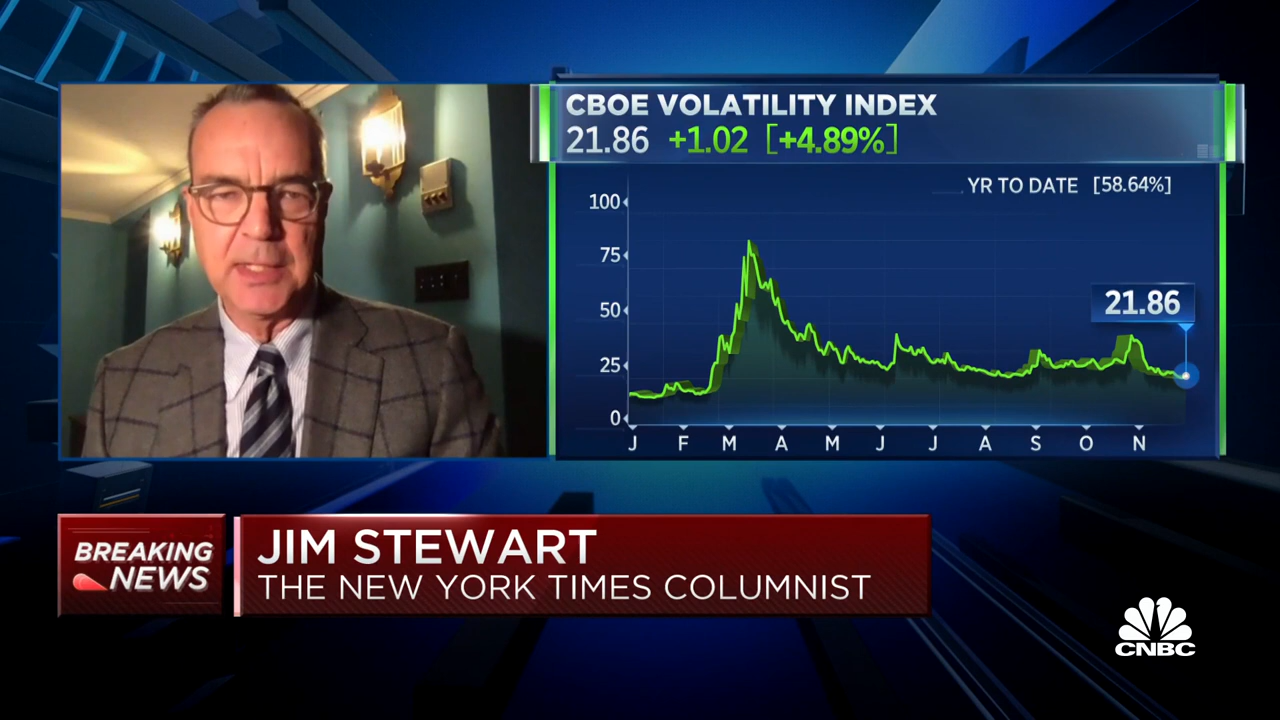 CBOE VOLATILITY INDEX
21.86 +1.02 [+4.89%]
YR TO DATE [58.64%]
100
75
50
25
0
21.86
J F M A M J J A S O N
BREAKING
NEWS
JIM STEWART
THE NEW YORK TIMES COLUMNIST
CNBC